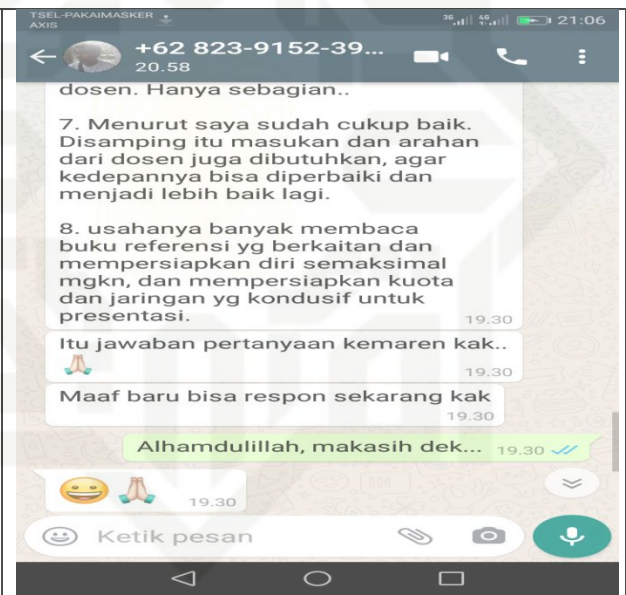 TSEL-PAKAIMASKER
AXIS
3G 4G 21:06
+62 823-9152-39...
20.58
dosen. Hanya sebagian..
7. Menurut saya sudah cukup baik.
Disamping itu masukan dan arahan
dari dosen juga dibutuhkan, agar
kedepannya bisa diperbaiki dan
menjadi lebih baik lagi.
8. usahanya banyak membaca
buku referensi yg berkaitan dan
mempersiapkan diri semaksimal
mgkn, dan mempersiapkan kuota
dan jaringan yg kondusif untuk
presentasi.
19.30
Itu jawaban pertanyaan kemaren kak..
🙏
19.30
Maaf baru bisa respon sekarang kak
19.30
Alhamdulillah, makasih dek... 19.30
😀🙏 19.30
Ketik pesan